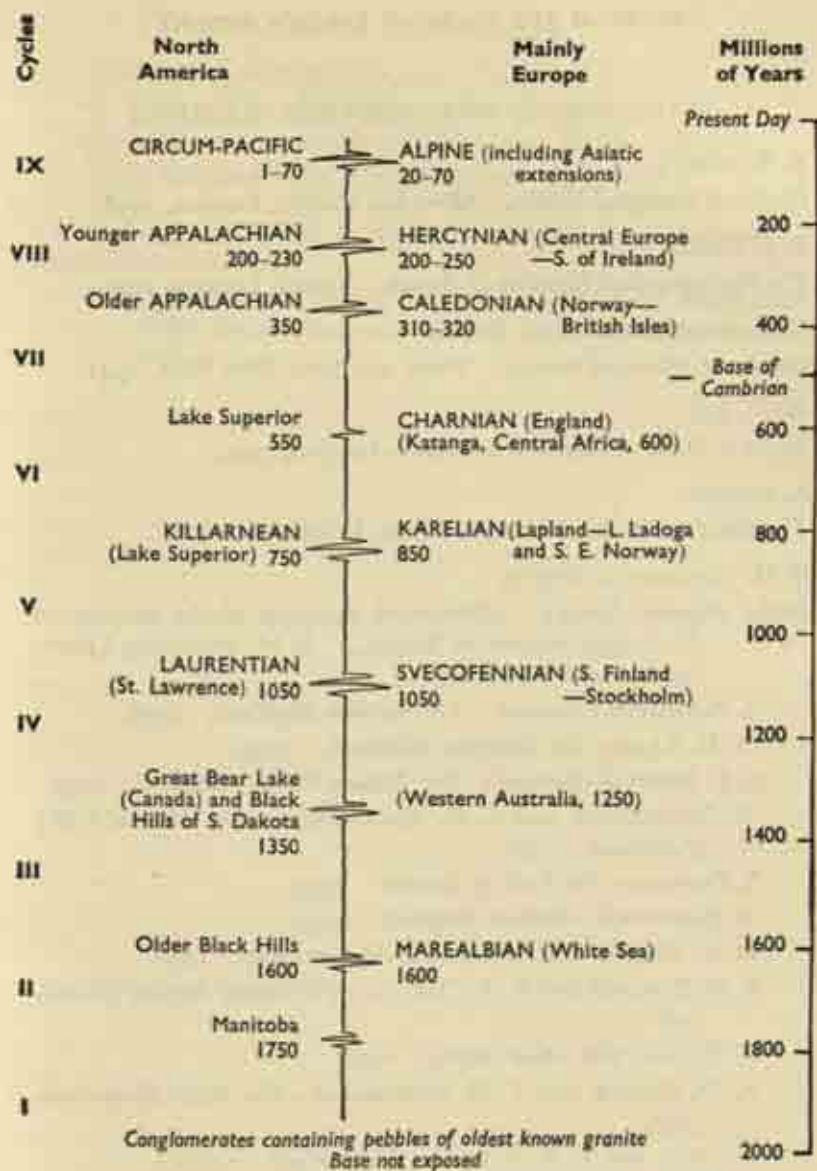 Cycles
North
America
Mainly
Europe
Millions
of Years
Present Day
IX
CIRCUM-PACIFIC
1–70
ALPINE (including Asiatic
20–70 extensions)
200
VIII
Younger APPALACHIAN
200–230
HERCYNIAN (Central Europe
200–250 —S. of Ireland)
Older APPALACHIAN
350
CALEDONIAN (Norway—
310–320 British Isles)
400
VII
Base of
Cambrian
Lake Superior
550
CHARNIAN (England)
(Katanga, Central Africa, 600)
600
VI
KILLARNEAN
(Lake Superior) 750
KARELIAN (Lapland—L. Ladoga
850 and S. E. Norway)
800
V
1000
LAURENTIAN
(St. Lawrence) 1050
SVECOFENNIAN (S. Finland
1050 —Stockholm)
IV
1200
Great Bear Lake
(Canada) and Black
Hills of S. Dakota
1350
(Western Australia, 1250)
1400
III
Older Black Hills
1600
MAREALBIAN (White Sea)
1600
1600
II
Manitoba
1750
1800
I
Conglomerates containing pebbles of oldest known granite
Base not exposed
2000